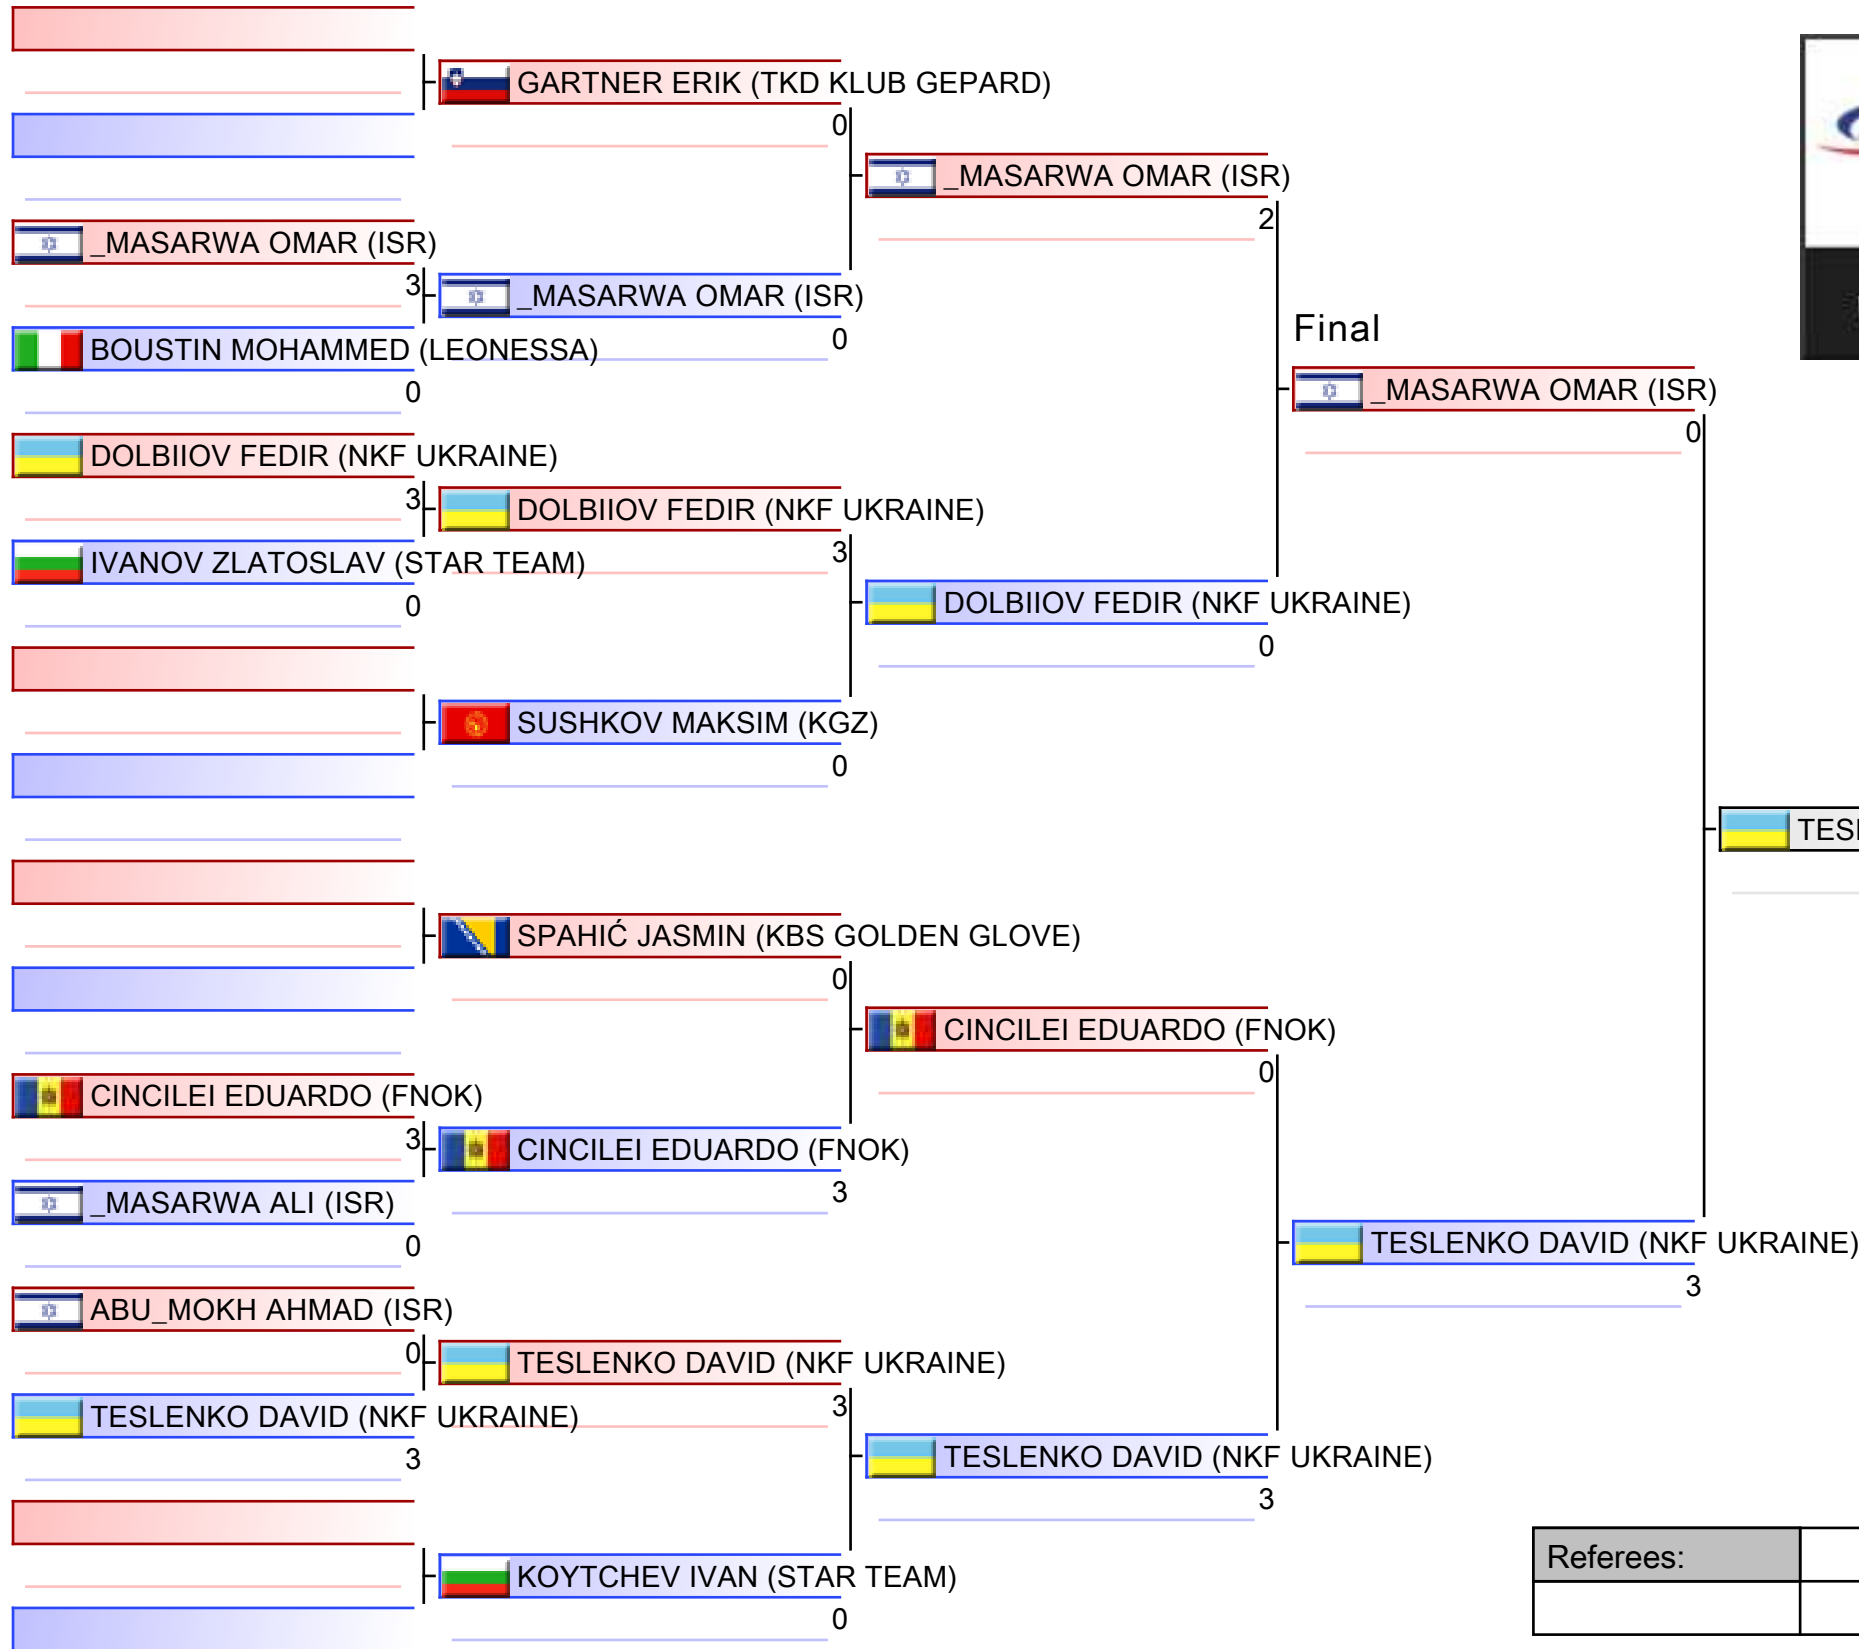 GARTNER ERIK (TKD KLUB GEPARD)
0
_MASARWA OMAR (ISR)
2
_MASARWA OMAR (ISR)
3
_MASARWA OMAR (ISR)
0
BOUSTIN MOHAMMED (LEONESSA)
0
Final
_MASARWA OMAR (ISR)
0
DOLBIIOV FEDIR (NKF UKRAINE)
3
DOLBIIOV FEDIR (NKF UKRAINE)
3
IVANOV ZLATOSLAV (STAR TEAM)
0
DOLBIIOV FEDIR (NKF UKRAINE)
0
SUSHKOV MAKSIM (KGZ)
0
SPAHIĆ JASMIN (KBS GOLDEN GLOVE)
0
CINCILEI EDUARDO (FNOK)
0
CINCILEI EDUARDO (FNOK)
3
CINCILEI EDUARDO (FNOK)
3
_MASARWA ALI (ISR)
0
TESLENKO DAVID (NKF UKRAINE)
3
ABU_MOKH AHMAD (ISR)
0
TESLENKO DAVID (NKF UKRAINE)
3
TESLENKO DAVID (NKF UKRAINE)
3
TESLENKO DAVID (NKF UKRAINE)
3
KOYTCHEV IVAN (STAR TEAM)
0
Referees: